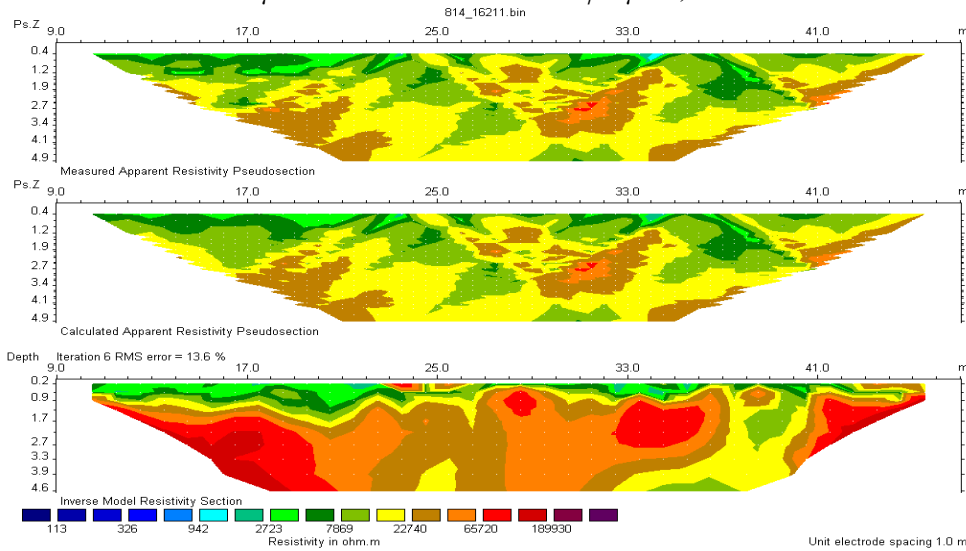 814_16211.bin
Ps.Z 9.0 17.0 25.0 33.0 41.0 m
0.4
1.2
1.9
2.7
3.4
4.1
4.9
Measured Apparent Resistivity Pseudosection
Ps.Z 9.0 17.0 25.0 33.0 41.0 m
0.4
1.2
1.9
2.7
3.4
4.1
4.9
Calculated Apparent Resistivity Pseudosection
Depth Iteration 6 RMS error = 13.6 %
9.0 17.0 25.0 33.0 41.0 m
0.2
0.9
1.7
2.7
3.3
3.9
4.6
Inverse Model Resistivity Section
113 326 942 2723 7869 22740 65720 189930
Resistivity in ohm.m
Unit electrode spacing 1.0 m